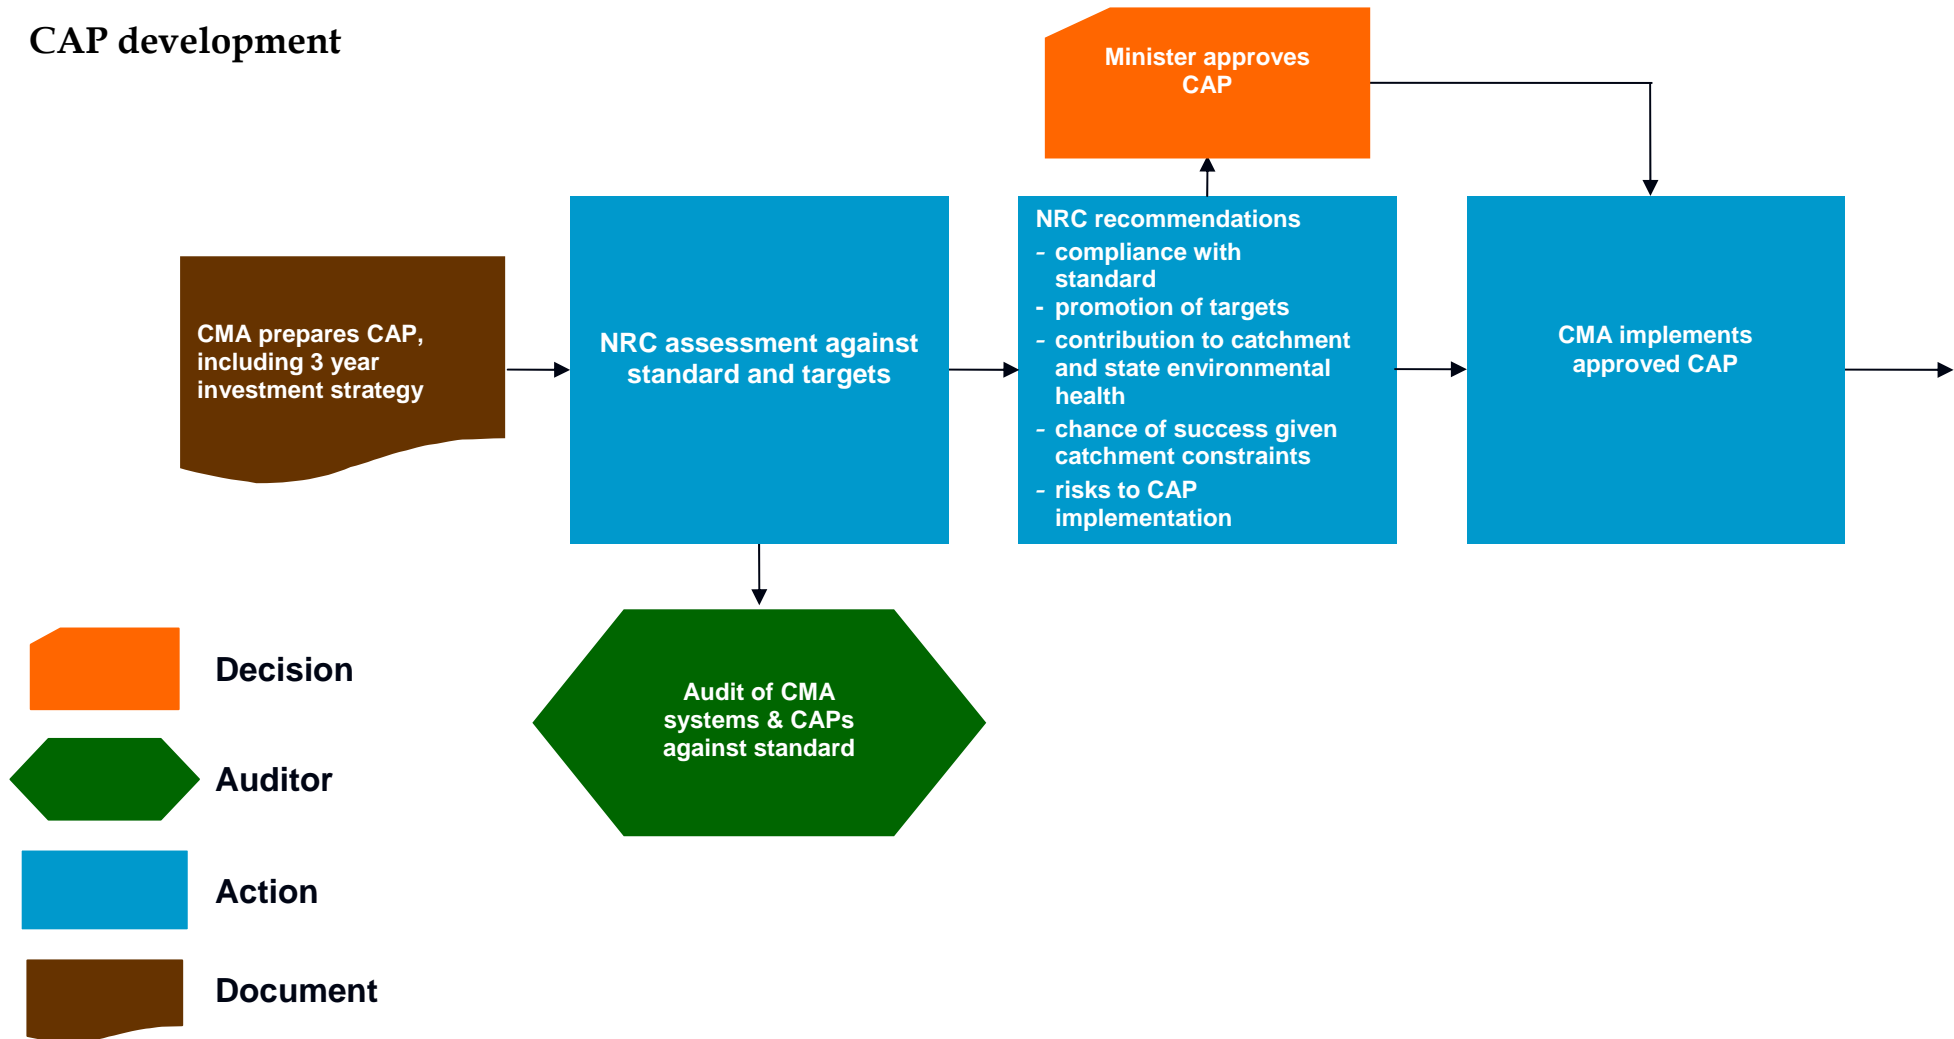 CAP development
Minister approves
CAP
CMA prepares CAP,
including 3 year
investment strategy
NRC assessment against
standard and targets
NRC recommendations
- compliance with
standard
- promotion of targets
- contribution to catchment
and state environmental
health
- chance of success given
catchment constraints
- risks to CAP
implementation
CMA implements
approved CAP
Audit of CMA
systems & CAPs
against standard
Decision
Auditor
Action
Document